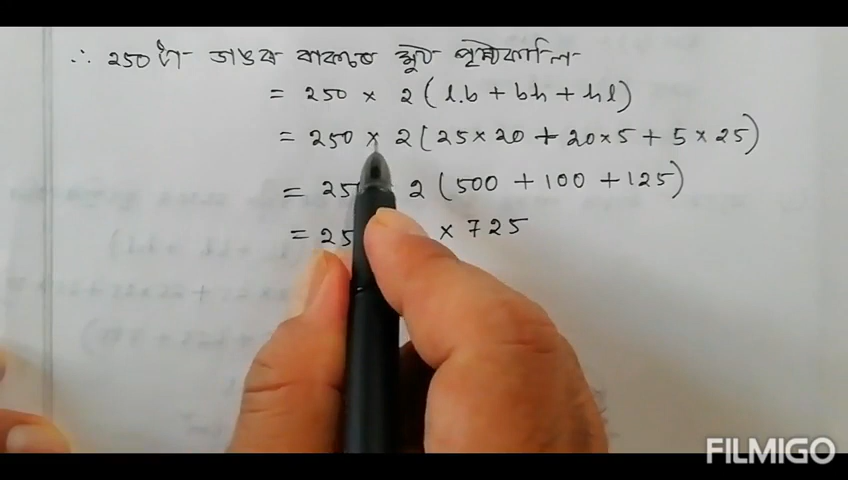 ∴ 250 টা ডাঙৰ বাকচৰ মুঠ পৃষ্ঠকালি
= 250 × 2 (l.b + bh + hl)
= 250 × 2 (25×20 + 20×5 + 5×25)
= 25 2 (500 + 100 + 125)
= 25 × 725
FILMIGO